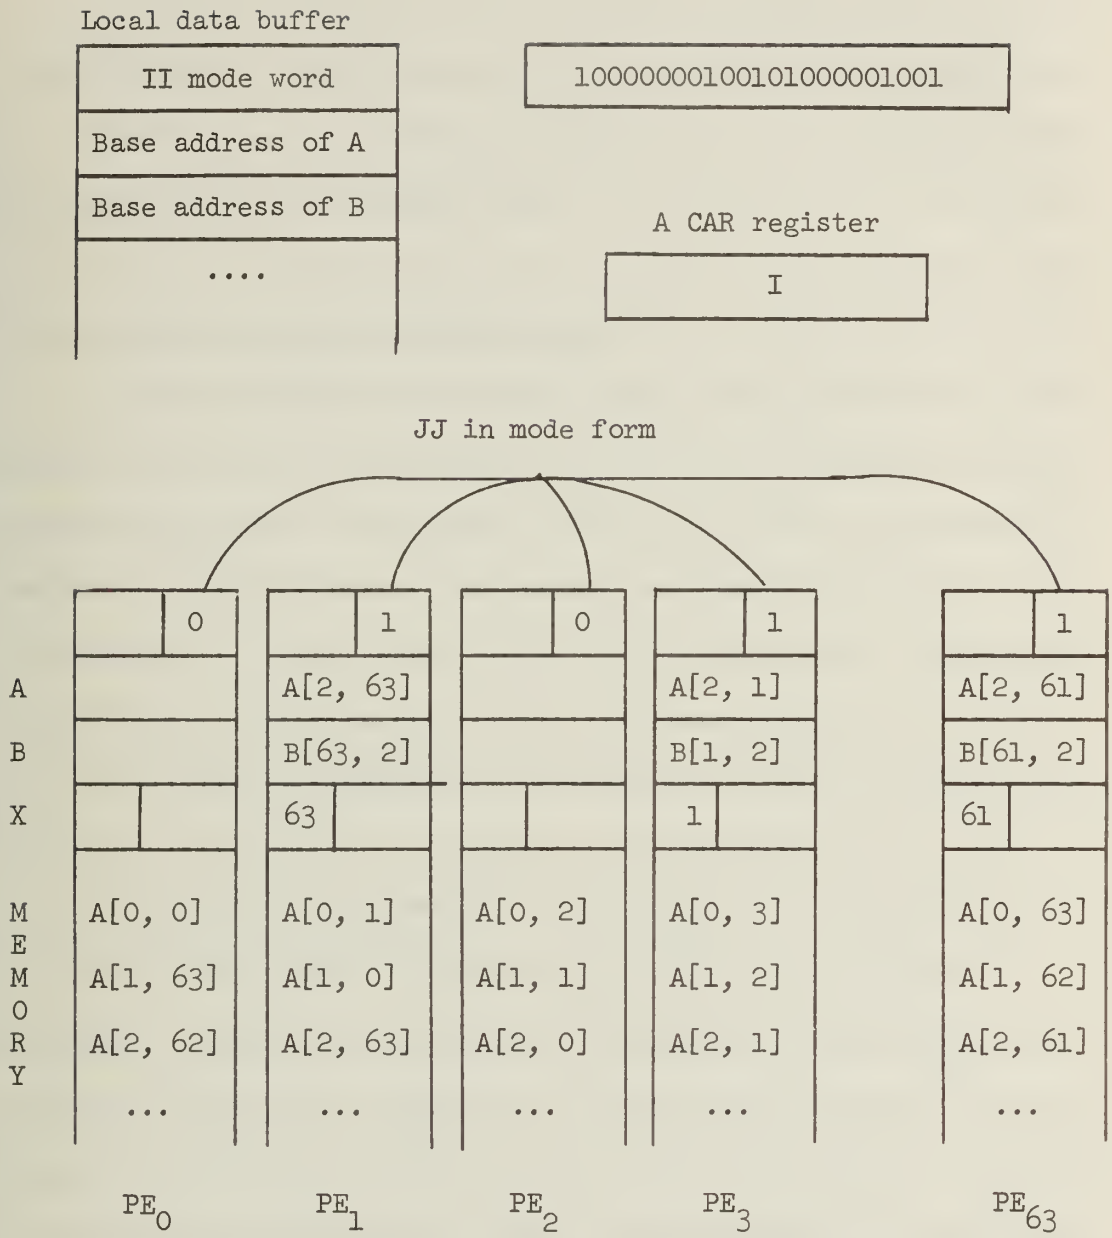 Local data buffer
II mode word
10000000100101000001001
Base address of A
Base address of B
A CAR register
....
I
JJ in mode form
0 1 0 1 1
A A[2, 63] A[2, 1] A[2, 61]
B B[63, 2] B[1, 2] B[61, 2]
X 63 1 61
MEMORY
A[0, 0] A[0, 1] A[0, 2] A[0, 3] A[0, 63]
A[1, 63] A[1, 0] A[1, 1] A[1, 2] A[1, 62]
A[2, 62] A[2, 63] A[2, 0] A[2, 1] A[2, 61]
... ... ... ... ...
PE0 PE1 PE2 PE3 PE63